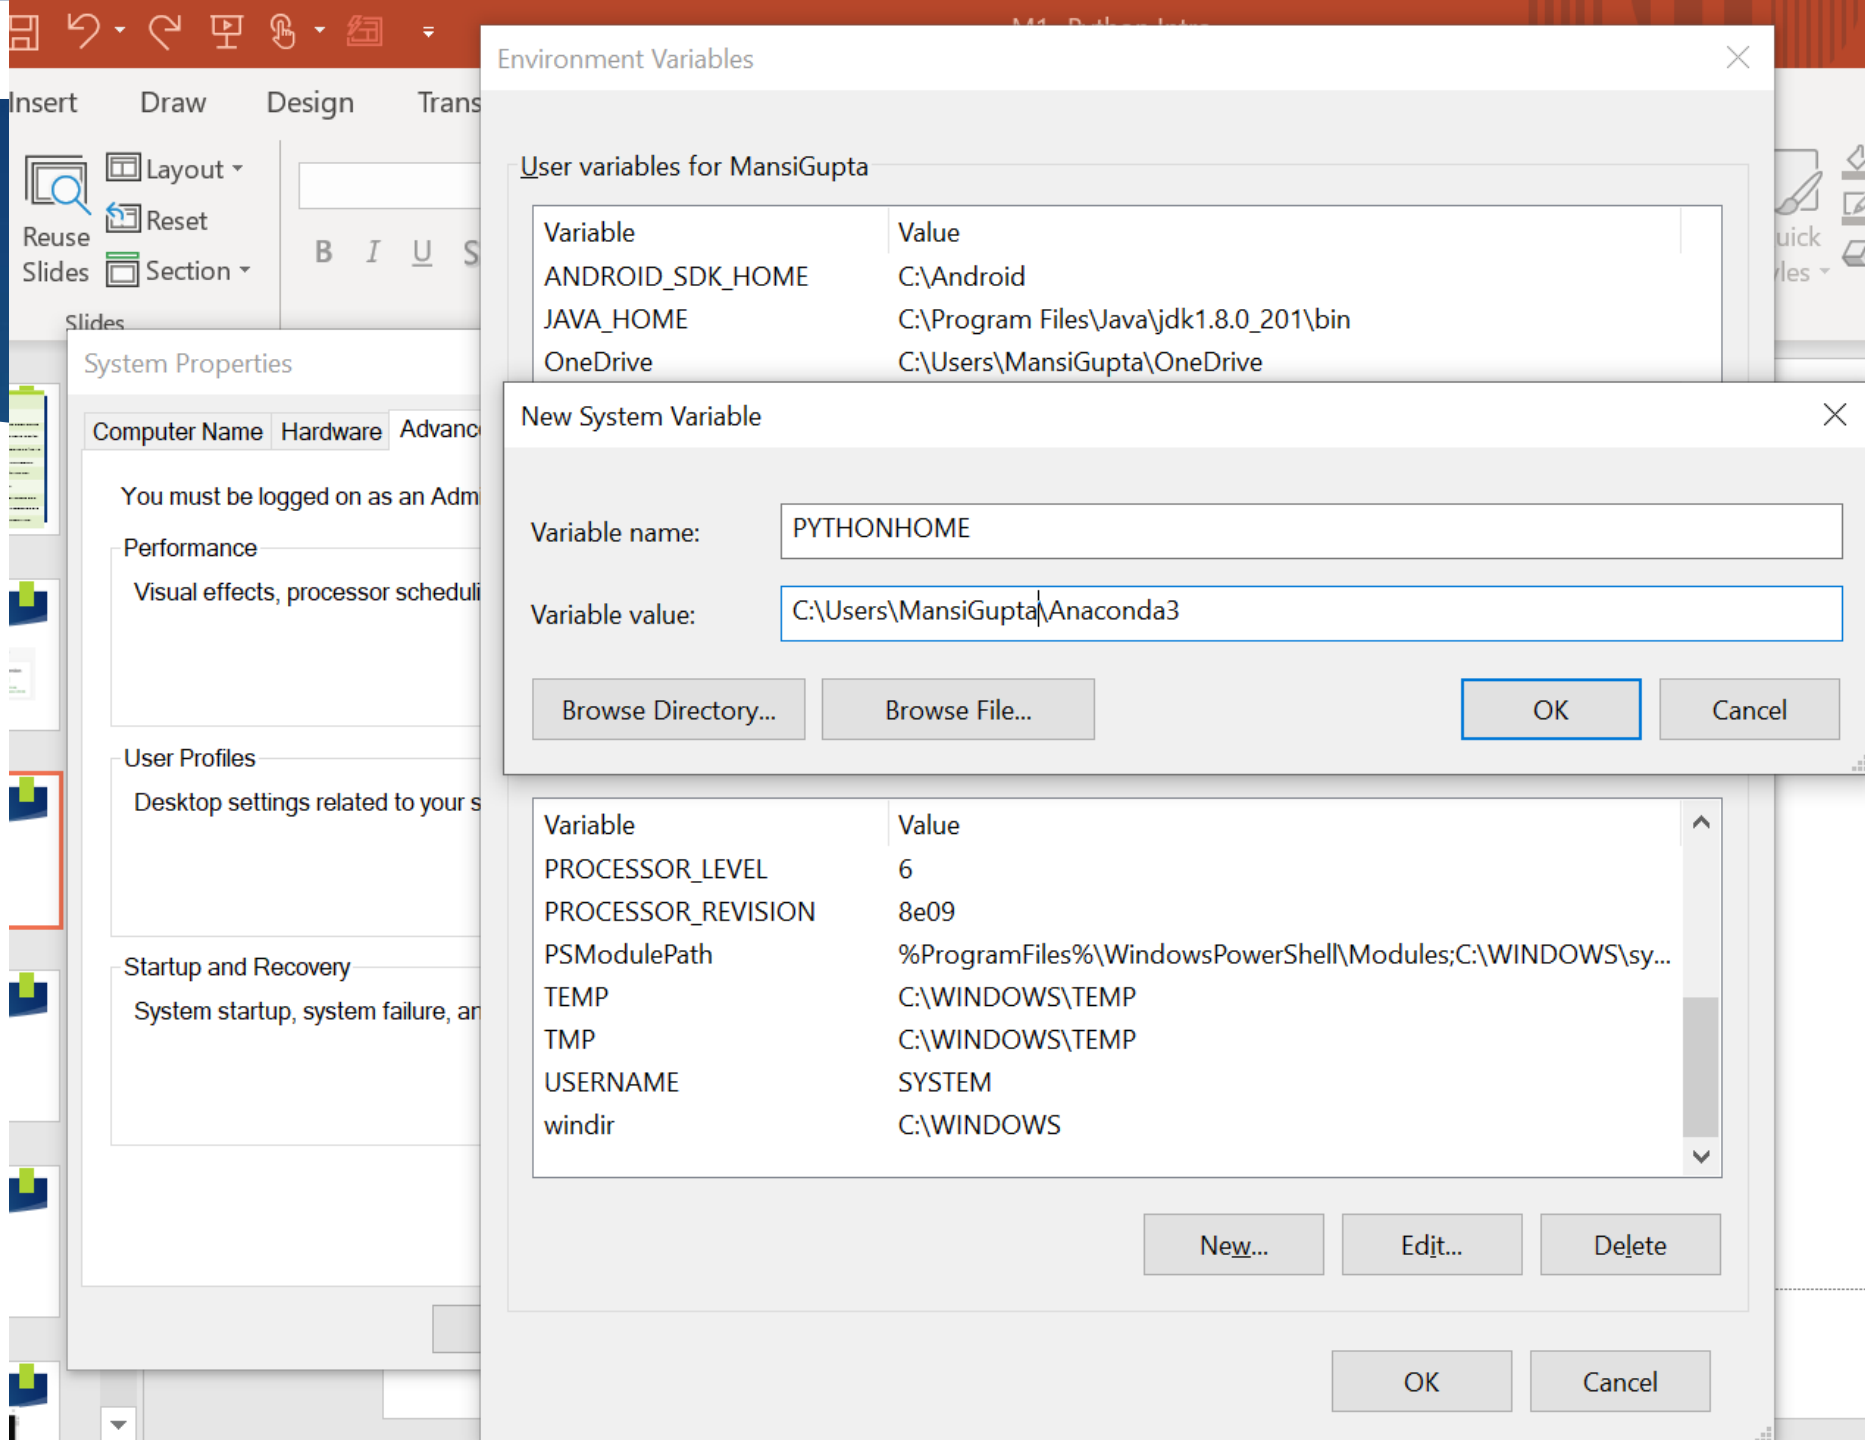 Insert Draw Design Trans
Reuse
Slides
Layout
Reset
Section
B I U S
Slides
Environment Variables
User variables for MansiGupta
Variable Value
ANDROID_SDK_HOME C:\Android
JAVA_HOME C:\Program Files\Java\jdk1.8.0_201\bin
OneDrive C:\Users\MansiGupta\OneDrive
System Properties
Computer Name Hardware Advanc
You must be logged on as an Adm
Performance
Visual effects, processor scheduli
User Profiles
Desktop settings related to your s
Startup and Recovery
System startup, system failure, an
New System Variable
Variable name: PYTHONHOME
Variable value: C:\Users\MansiGupta\Anaconda3
Browse Directory... Browse File... OK Cancel
Variable Value
PROCESSOR_LEVEL 6
PROCESSOR_REVISION 8e09
PSModulePath %ProgramFiles%\WindowsPowerShell\Modules;C:\WINDOWS\sy...
TEMP C:\WINDOWS\TEMP
TMP C:\WINDOWS\TEMP
USERNAME SYSTEM
windir C:\WINDOWS
New... Edit... Delete
OK Cancel
uick
les